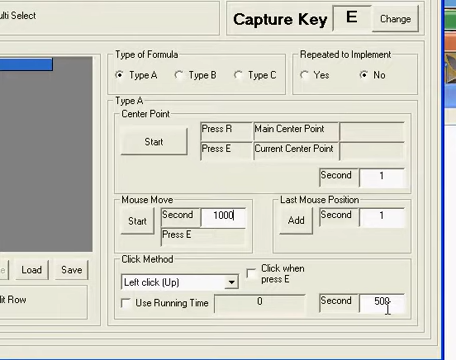 ulti Select
Capture Key E Change
Type of Formula
Type A Type B Type C
Repeated to Implement
Yes No
Type A
Center Point
Start
Press R Main Center Point
Press E Current Center Point
Second 1
Mouse Move
Start
Second 1000
Press E
Last Mouse Position
Add
Second 1
Click Method
Left click (Up)
Click when
press E
Use Running Time 0
Second 500
e Load Save
dit Row